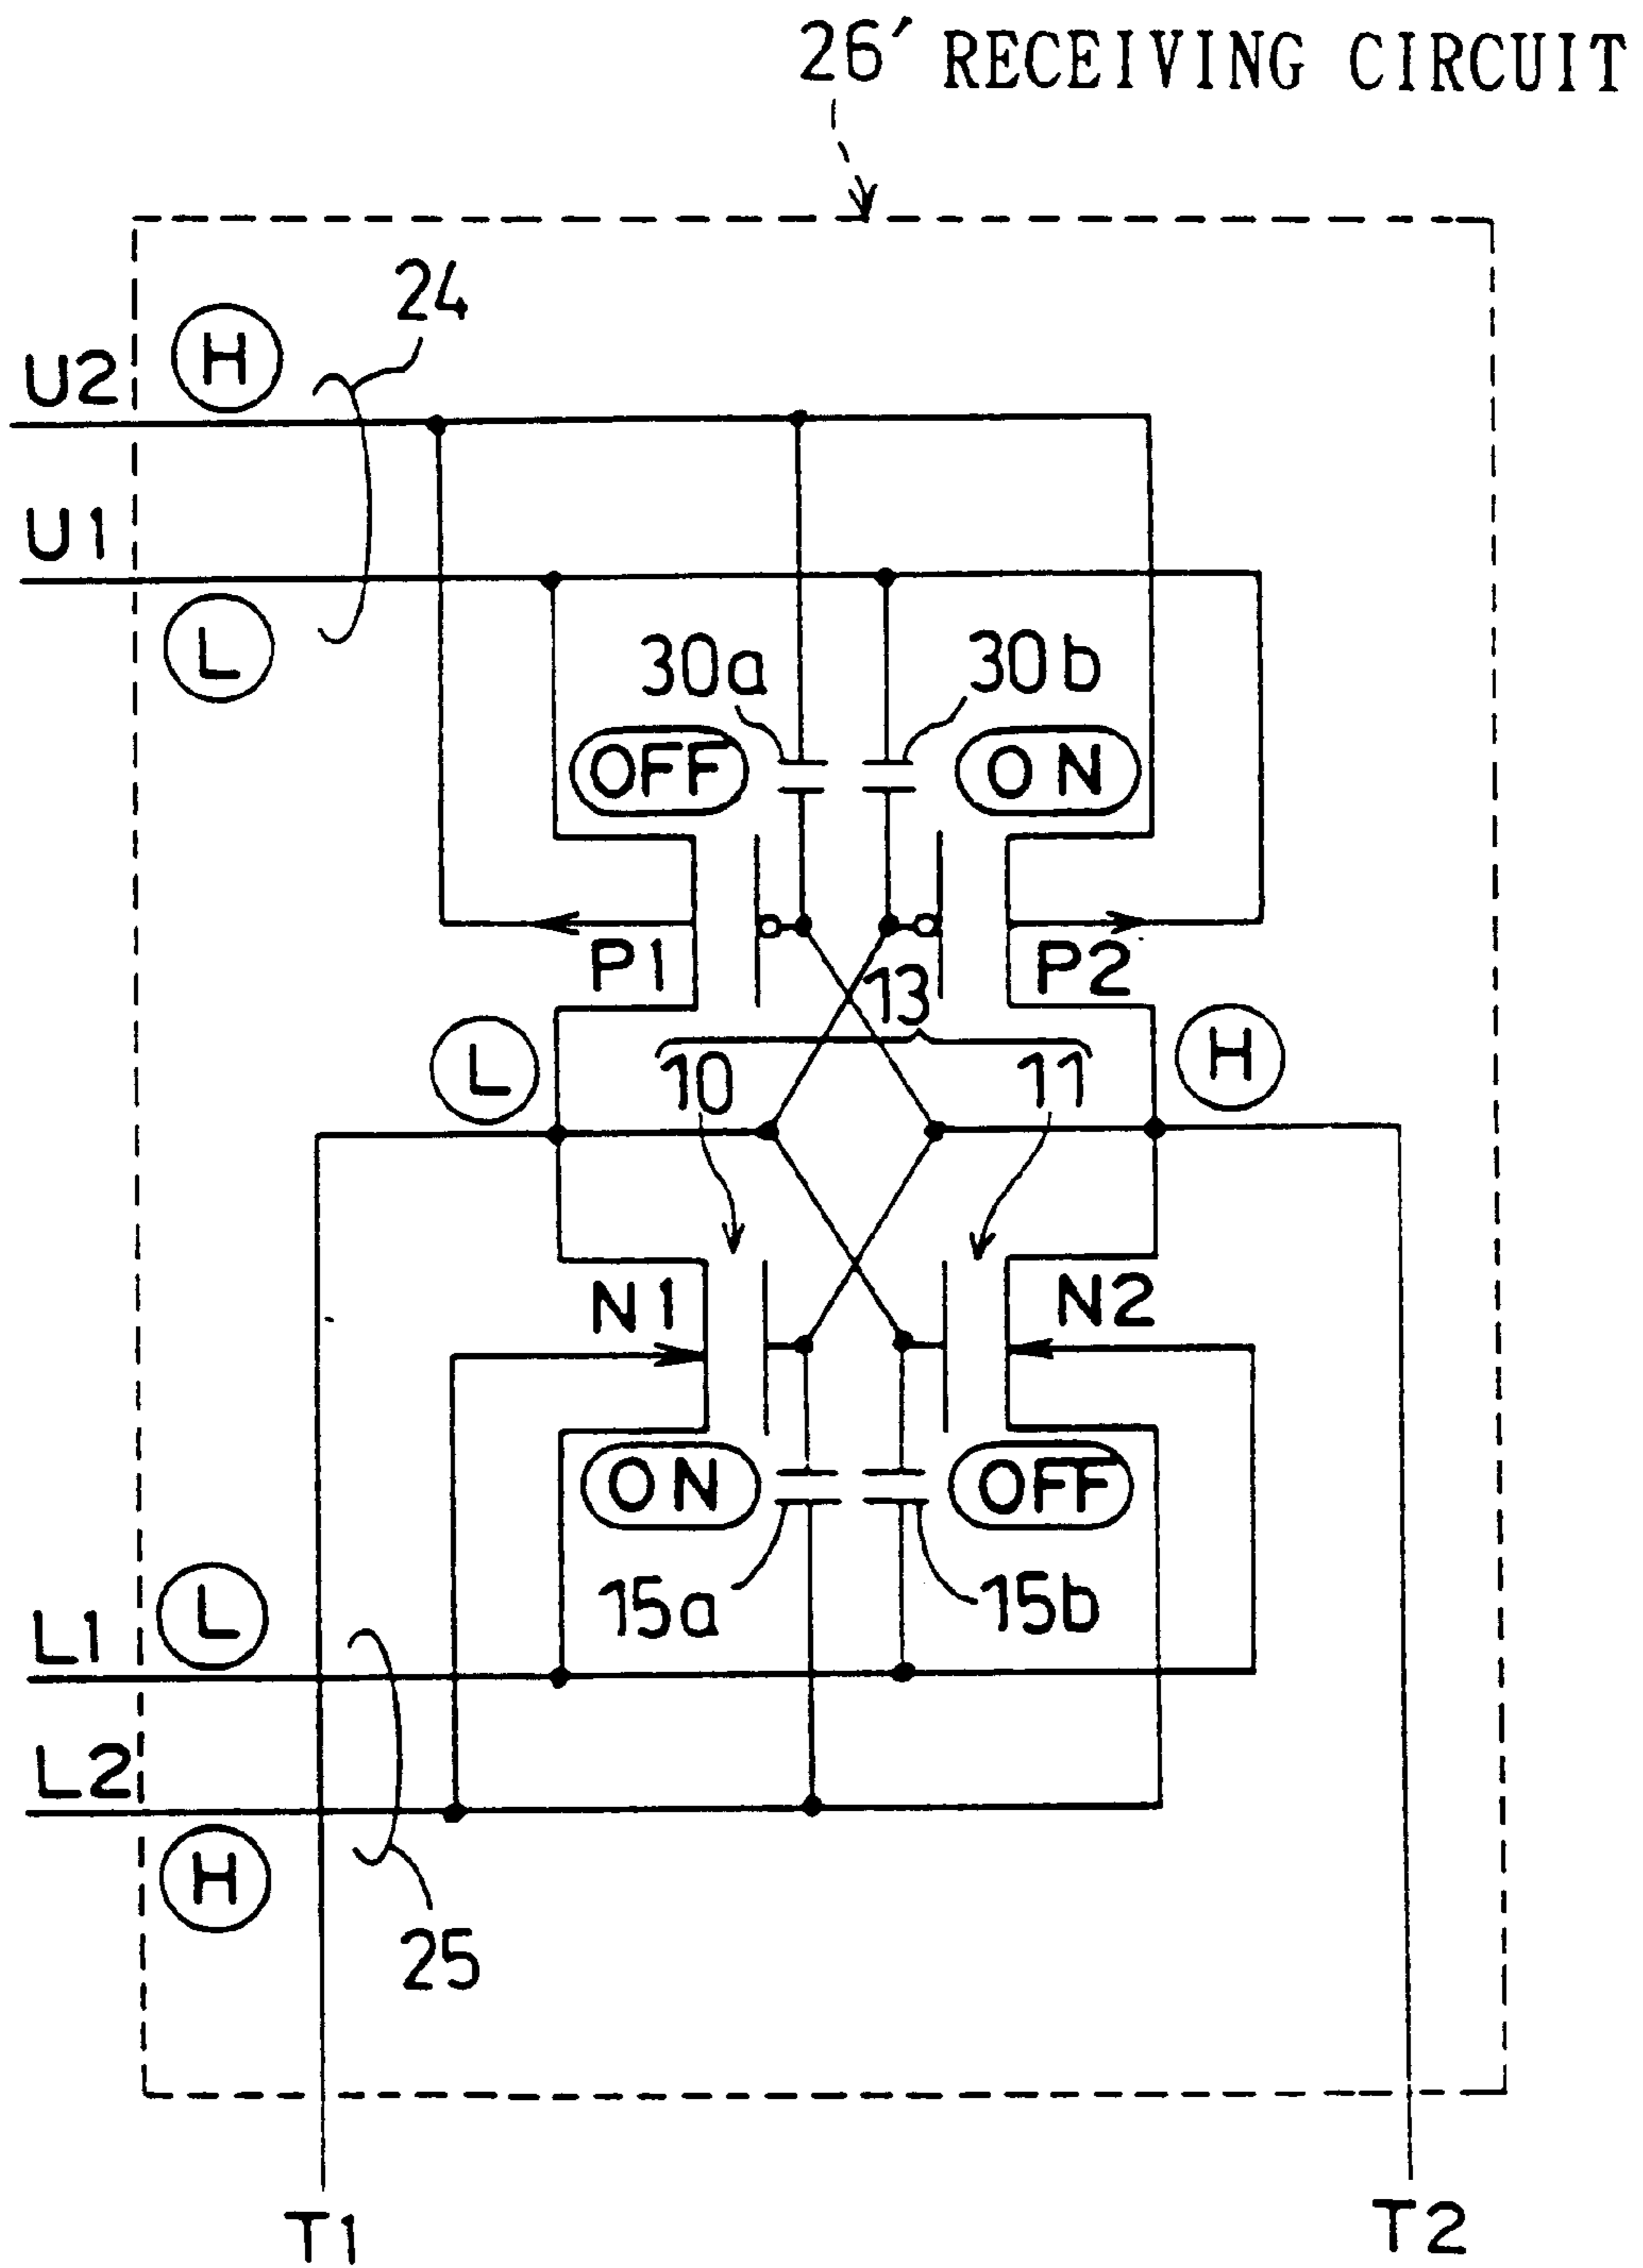 26′ RECEIVING CIRCUIT
24
U2 H
U1
L
30a 30b
OFF ON
P1 P2
13
L H
10 11
N1 N2
ON OFF
15a 15b
L1 L
L2
H
25
T1 T2